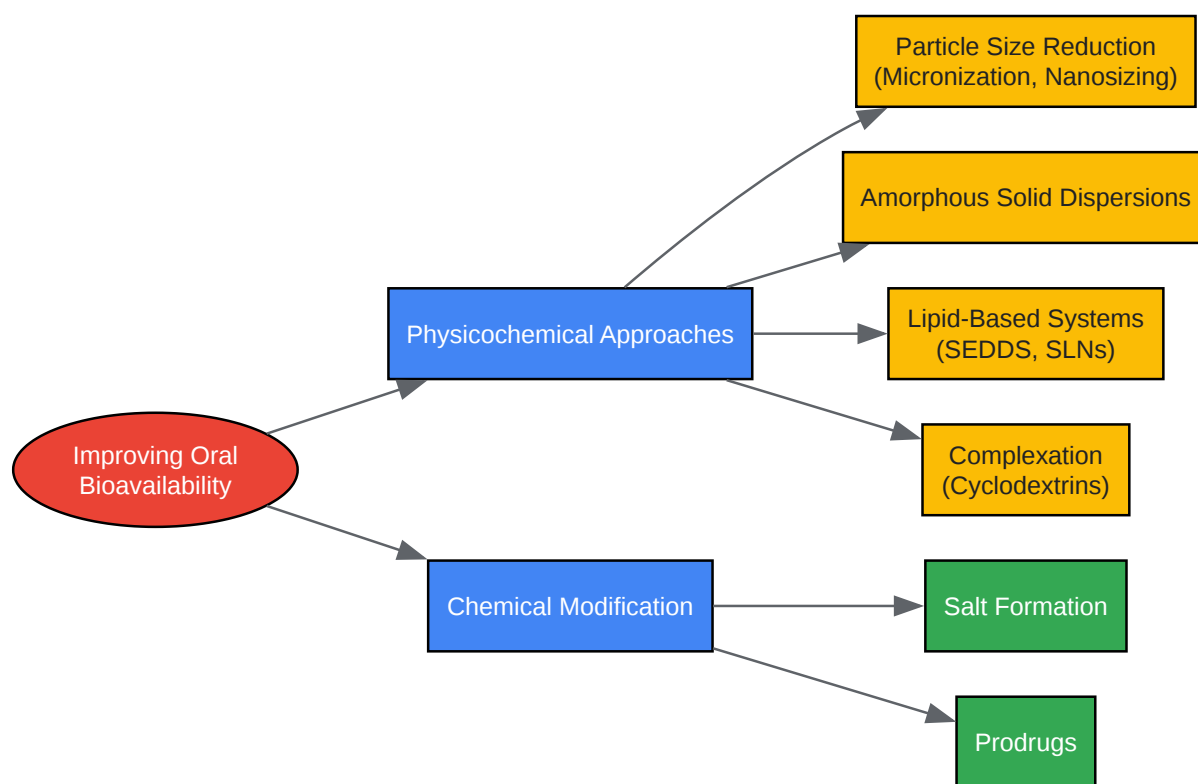 Particle Size Reduction
(Micronization, Nanosizing)
Amorphous Solid Dispersions
Physicochemical Approaches
Lipid-Based Systems
(SEDDS, SLNs)
Improving Oral
Bioavailability
Complexation
(Cyclodextrins)
Chemical Modification
Salt Formation
Prodrugs